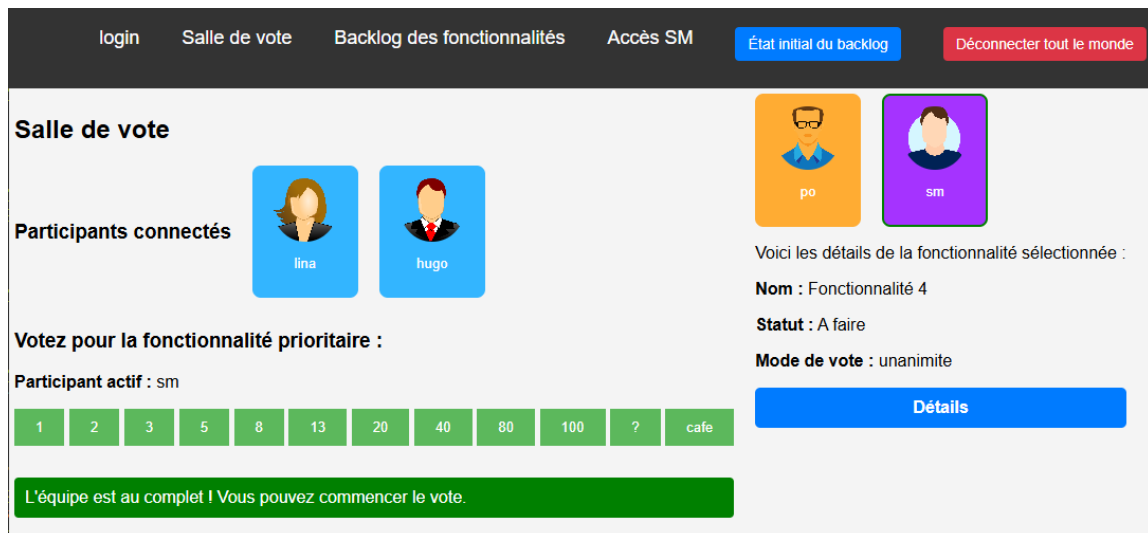 login Salle de vote Backlog des fonctionnalités Accès SM État initial du backlog Déconnecter tout le monde
Salle de vote
Participants connectés
lina hugo
Votez pour la fonctionnalité prioritaire :
Participant actif : sm
1 2 3 5 8 13 20 40 80 100 ? cafe
L'équipe est au complet ! Vous pouvez commencer le vote.
po sm
Voici les détails de la fonctionnalité sélectionnée :
Nom : Fonctionnalité 4
Statut : A faire
Mode de vote : unanimite
Détails